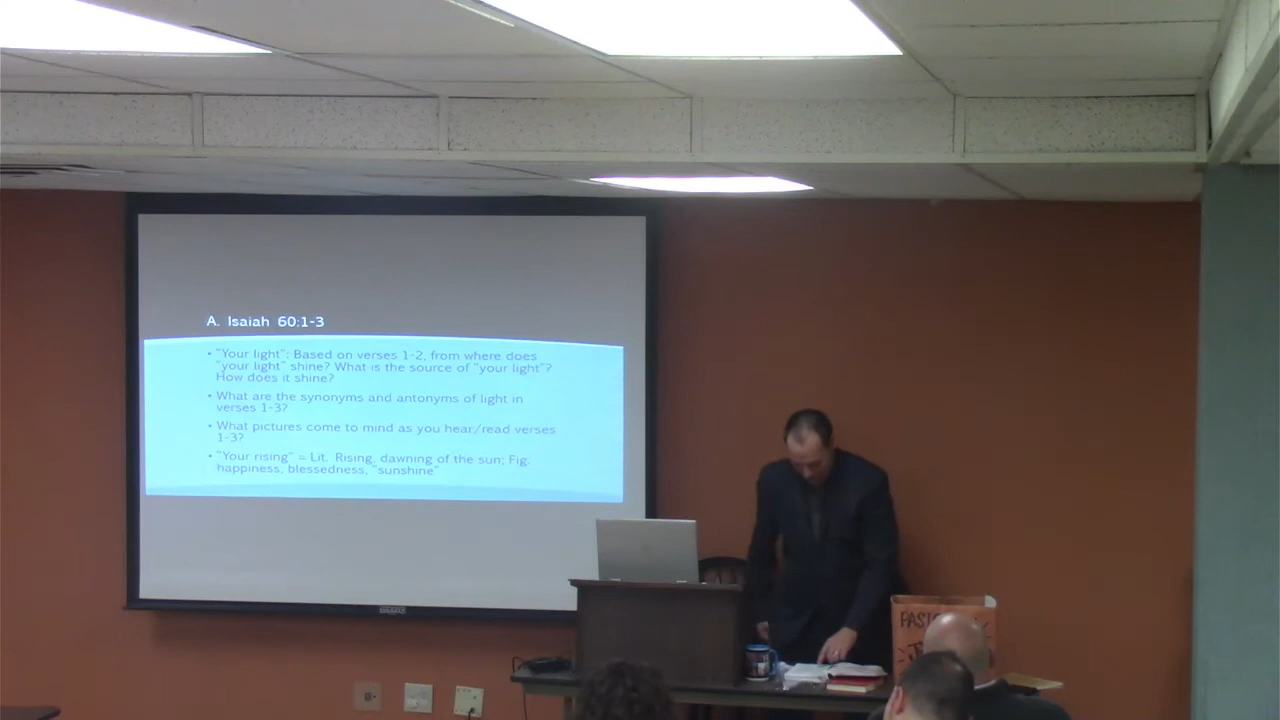 A. Isaiah 60:1-3
• "Your light": Based on verses 1-2, from where does
"your light" shine? What is the source of "your light"?
How does it shine?
• What are the synonyms and antonyms of light in
verses 1-3?
• What pictures come to mind as you hear/read verses
1-3?
• "Your rising" = Lit. Rising, dawning of the sun; Fig.
happiness, blessedness, "sunshine"